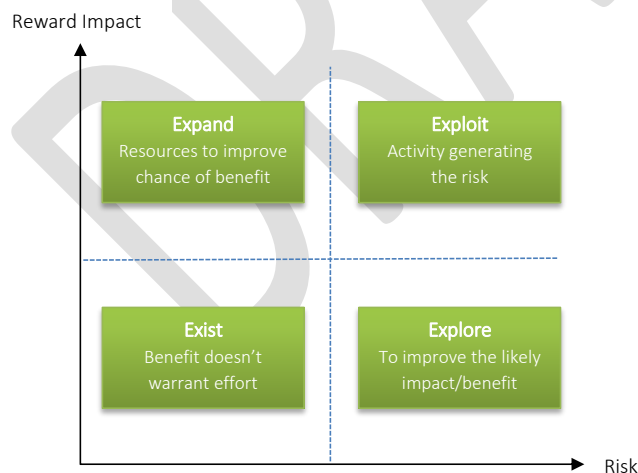 Reward Impact
Expand
Resources to improve
chance of benefit
Exploit
Activity generating
the risk
Exist
Benefit doesn't
warrant effort
Explore
To improve the likely
impact/benefit
Risk